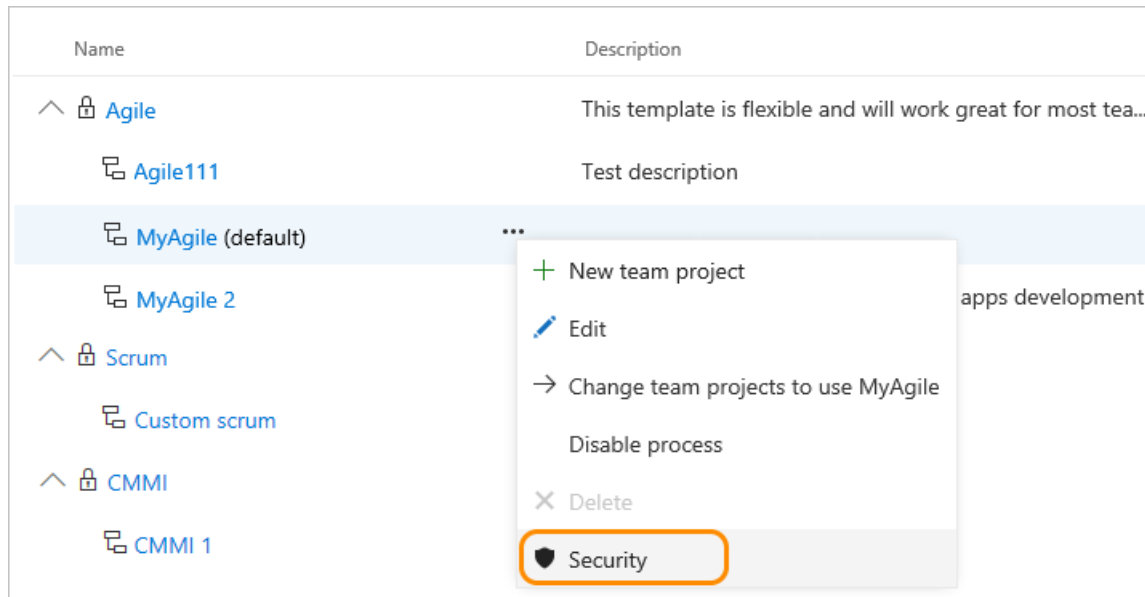 Name Description
Agile This template is flexible and will work great for most tea...
Agile111 Test description
MyAgile (default) ...
New team project
MyAgile 2 apps development
Edit
Scrum
Change team projects to use MyAgile
Custom scrum
Disable process
CMMI
Delete
CMMI 1
Security